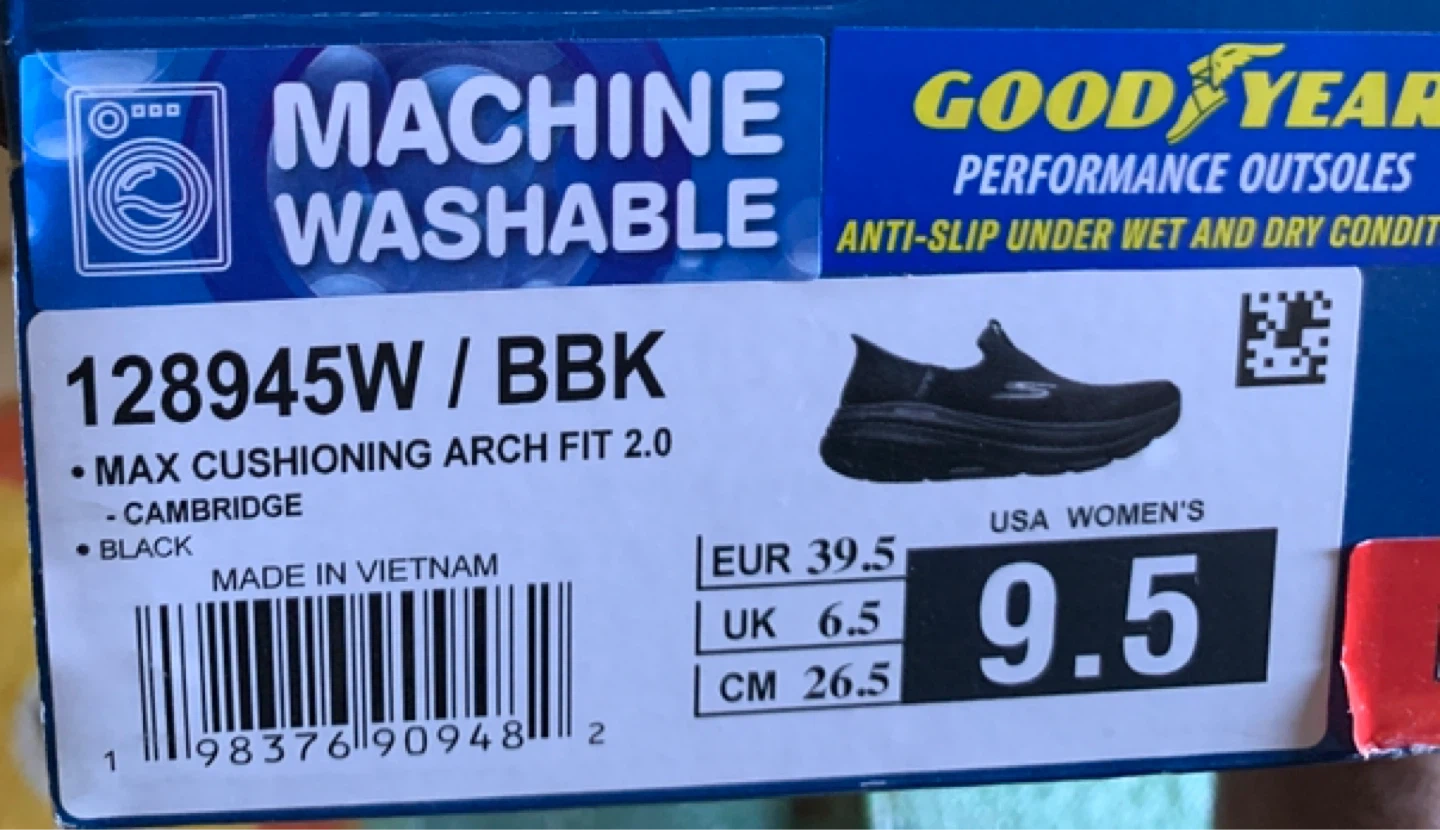 MACHINE
WASHABLE
GOOD YEAR
PERFORMANCE OUTSOLES
ANTI-SLIP UNDER WET AND DRY CONDIT
128945W / BBK
• MAX CUSHIONING ARCH FIT 2.0
- CAMBRIDGE
• BLACK
MADE IN VIETNAM
1 98376 90948 2
USA WOMEN'S
9.5
EUR 39.5
UK 6.5
CM 26.5